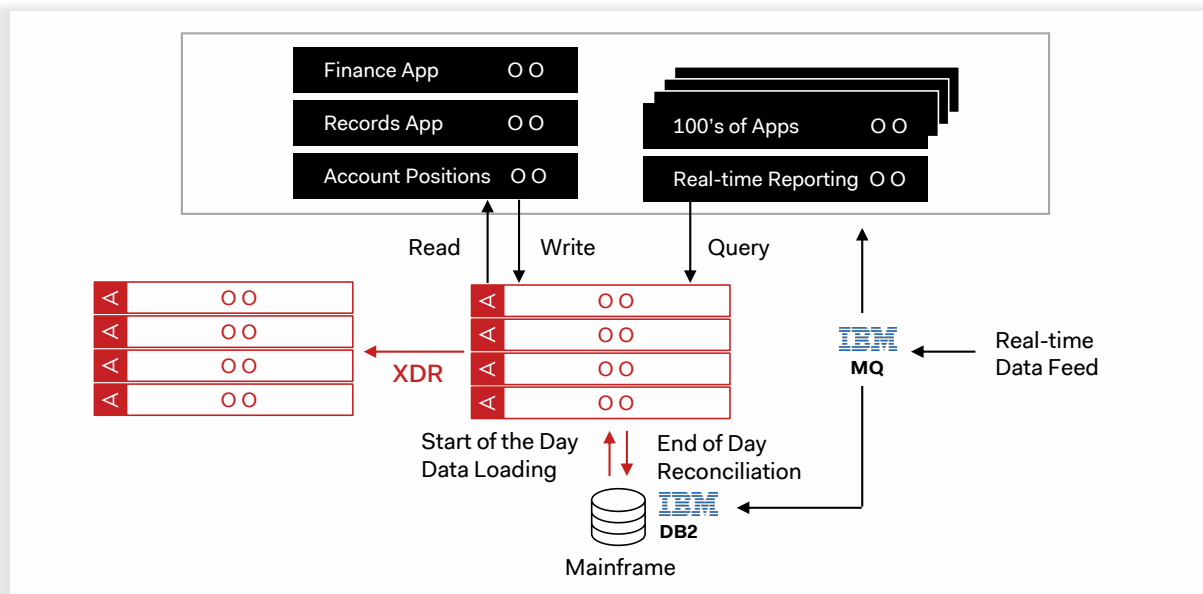 Finance App O O
Records App O O
Account Positions O O
100's of Apps O O
Real-time Reporting O O
Read
Write
Query
O O
O O
O O
O O
XDR
O O
O O
O O
O O
IBM
MQ
Real-time
Data Feed
Start of the Day
Data Loading
End of Day
Reconciliation
IBM
DB2
Mainframe